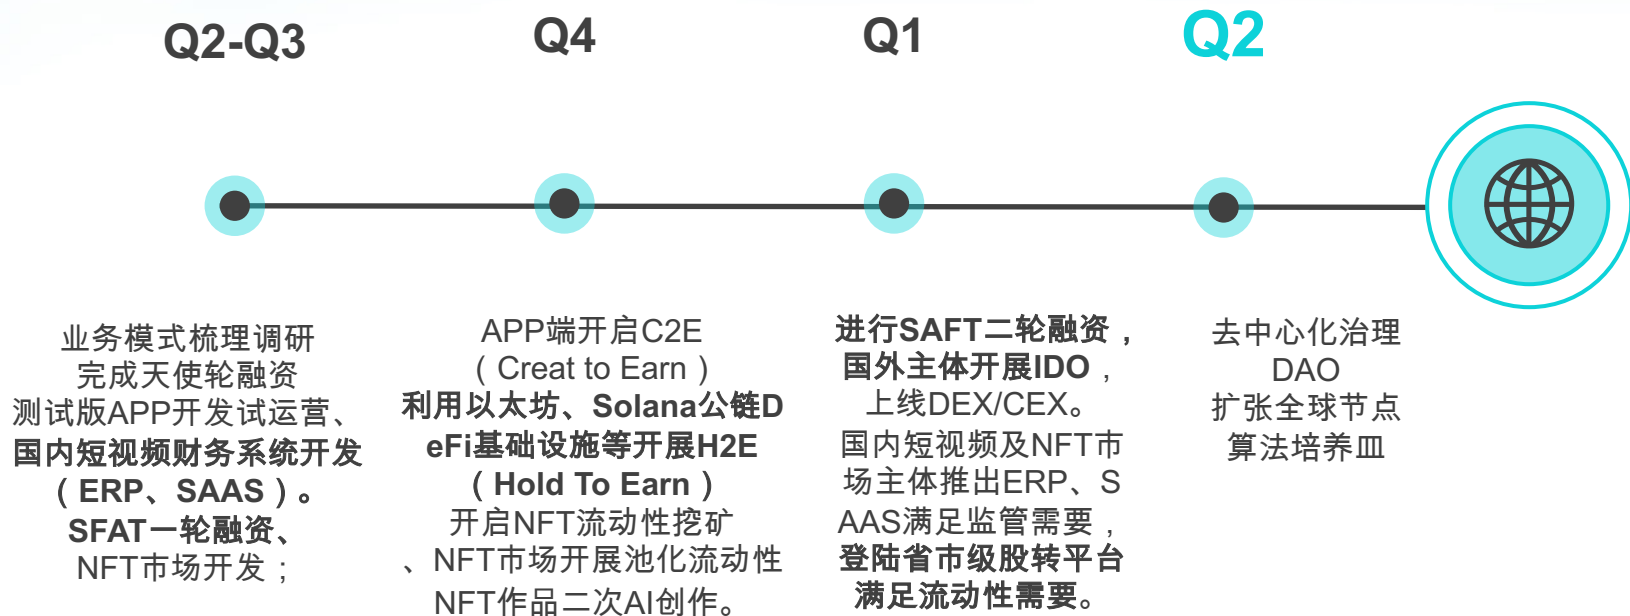 Q2-Q3
Q4
Q1
Q2
业务模式梳理调研
完成天使轮融资
测试版APP开发试运营、
国内短视频财务系统开发
（ERP、SAAS）。
SFAT一轮融资、
NFT市场开发；
APP端开启C2E
（Creat to Earn）
利用以太坊、Solana公链D
eFi基础设施等开展H2E
（Hold To Earn）
开启NFT流动性挖矿
、NFT市场开展池化流动性
NFT作品二次AI创作。
进行SAFT二轮融资，
国外主体开展IDO，
上线DEX/CEX。
国内短视频及NFT市
场主体推出ERP、S
AAS满足监管需要，
登陆省市级股转平台
满足流动性需要。
去中心化治理
DAO
扩张全球节点
算法培养皿